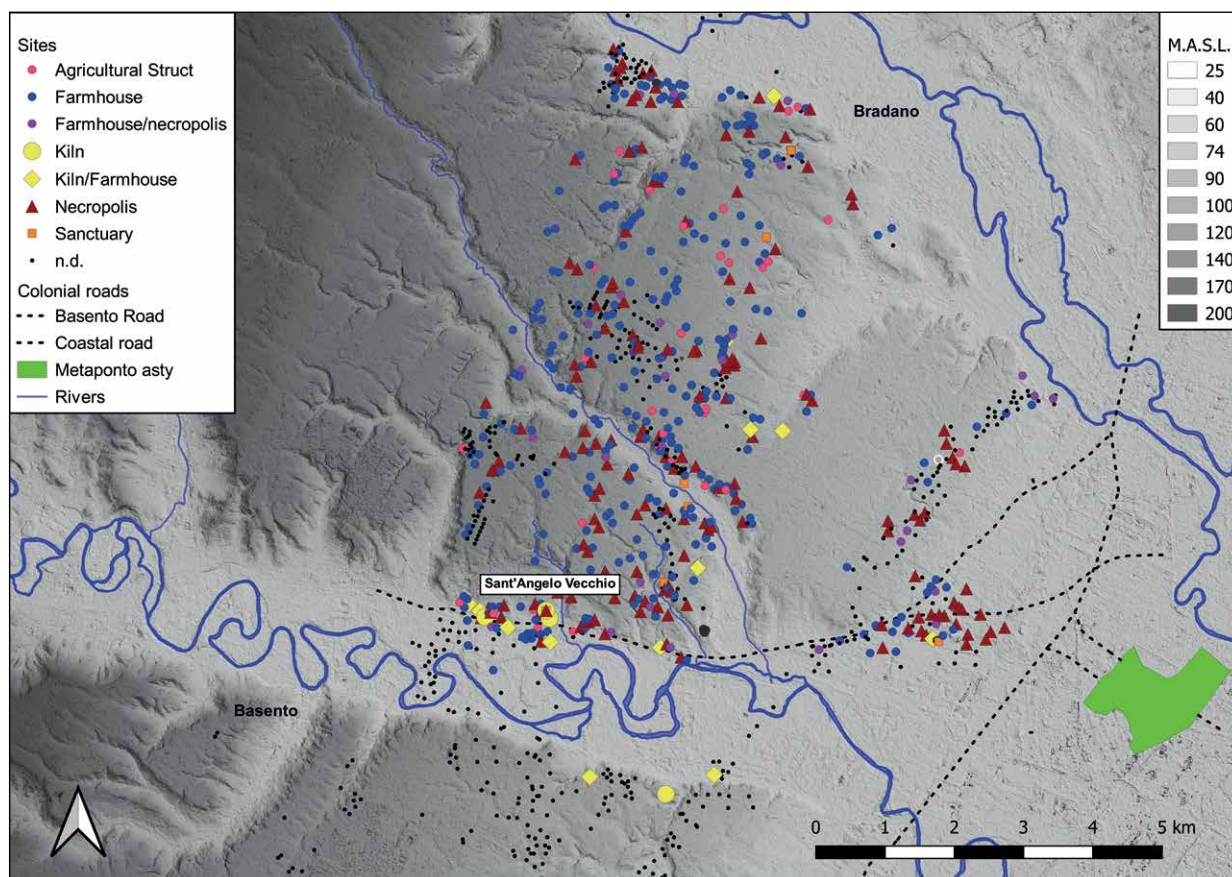 Sites
Agricultural Struct
Farmhouse
Farmhouse/necropolis
Kiln
Kiln/Farmhouse
Necropolis
Sanctuary
n.d.
Colonial roads
Basento Road
Coastal road
Metaponto asty
Rivers
Bradano
M.A.S.L.
25
40
60
74
90
100
120
140
170
200
Sant'Angelo Vecchio
Basento
0 1 2 3 4 5 km